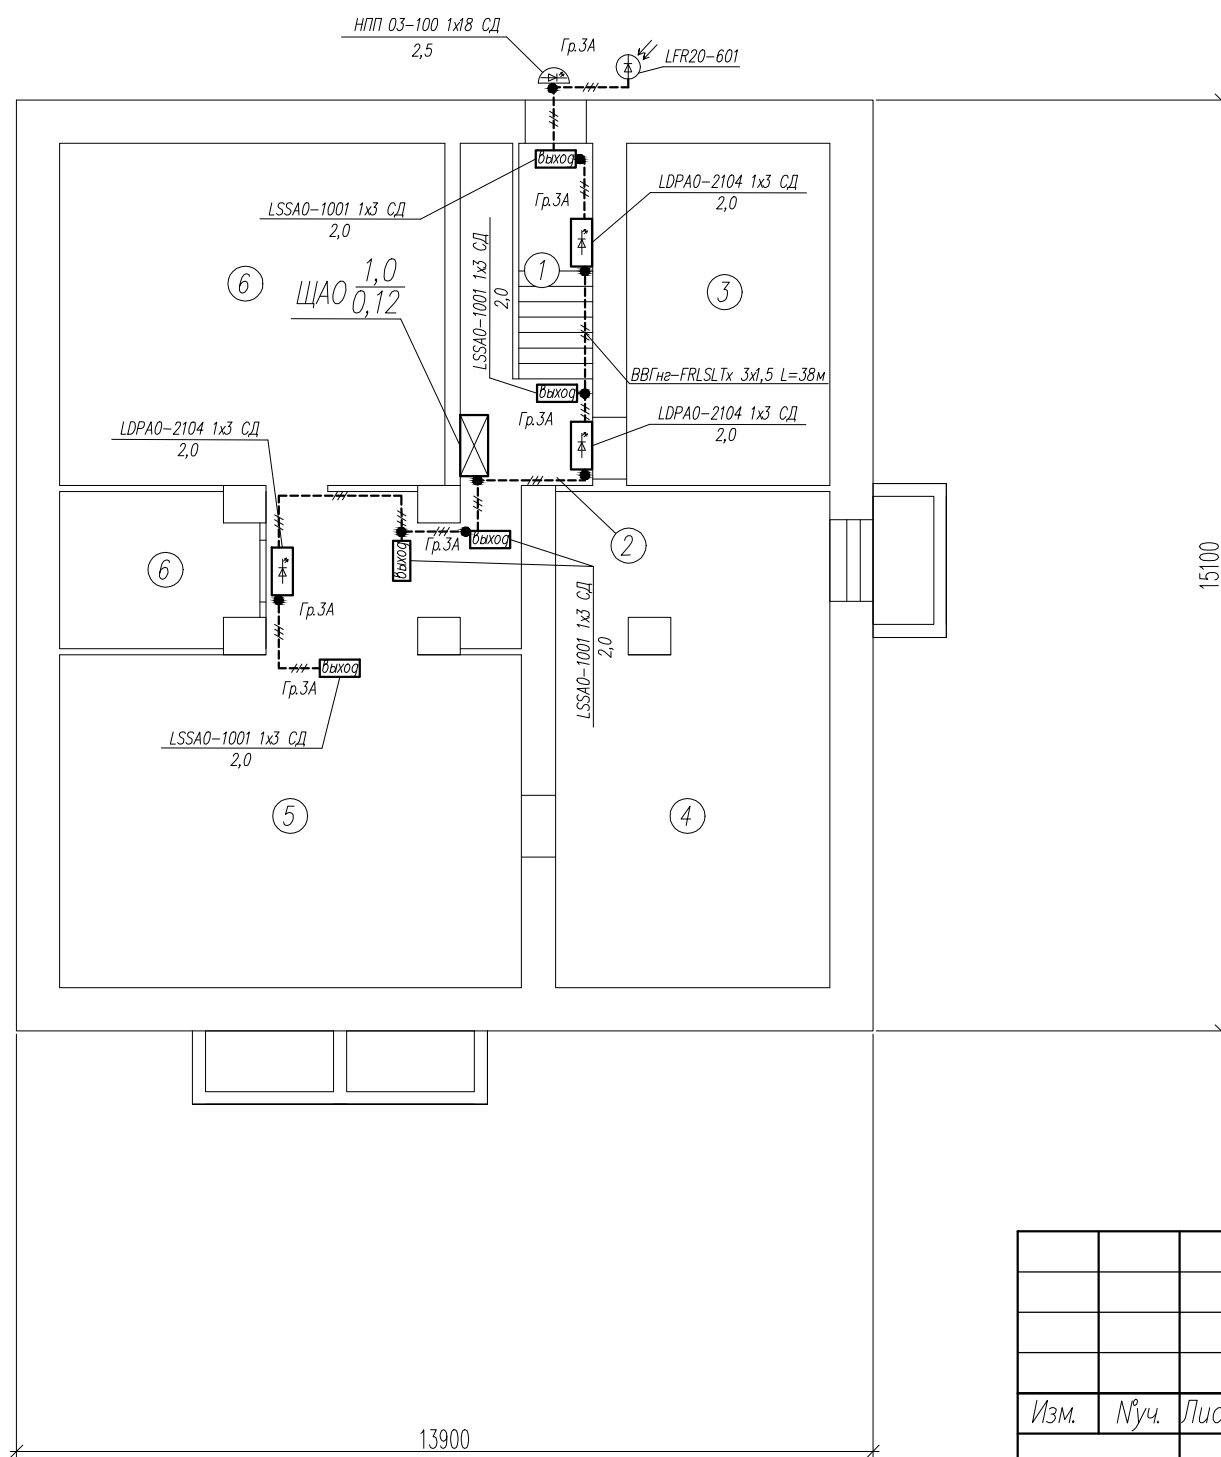 НПП 03-100 1х18 СД
2,5
Гр.3А
LFR20-601
выход
LSSA0-1001 1х3 СД
2,0
Гр.3А
LDPA0-2104 1х3 СД
2,0
6
ЩАО 1,0
0,12
LSSA0-1001 1х3 СД
2,0
1
3
ВВГнг-FRLSLTx 3х1,5 L=38м
выход
Гр.3А
LDPA0-2104 1х3 СД
2,0
LDPA0-2104 1х3 СД
2,0
2
выход
Гр.3А
выход
6
Гр.3А
LSSA0-1001 1х3 СД
2,0
выход
Гр.3А
LSSA0-1001 1х3 СД
2,0
5
4
15100
13900
Изм.
№уч.
Лис